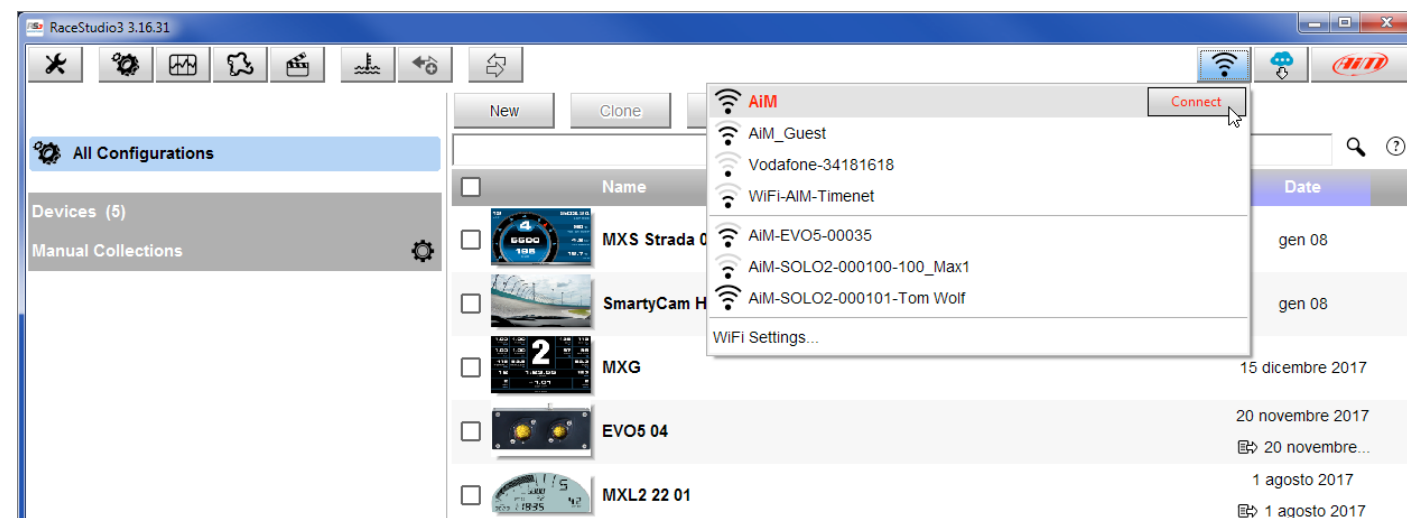 RaceStudio3 3.16.31
AiM
New
Clone
AiM
Connect
AiM_Guest
Vodafone-34181618
WiFi-AIM-Timenet
AiM-EVO5-00035
AiM-SOLO2-000100-100_Max1
AiM-SOLO2-000101-Tom Wolf
WiFi Settings...
All Configurations
Devices (5)
Manual Collections
Name
Date
MXS Strada 0
gen 08
SmartyCam H
gen 08
MXG
15 dicembre 2017
EVO5 04
20 novembre 2017
20 novembre...
MXL2 22 01
1 agosto 2017
1 agosto 2017